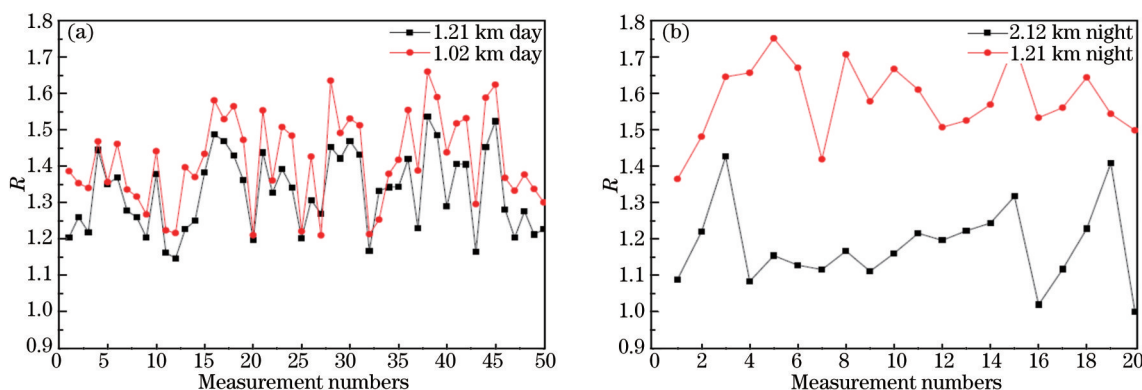 (a)
1.21 km day
1.02 km day
1.8
1.7
1.6
1.5
1.4
1.3
1.2
1.1
1.0
0.9
R
0 5 10 15 20 25 30 35 40 45 50
Measurement numbers
(b)
2.12 km night
1.21 km night
1.8
1.7
1.6
1.5
1.4
1.3
1.2
1.1
1.0
0.9
R
0 2 4 6 8 10 12 14 16 18 20
Measurement numbers